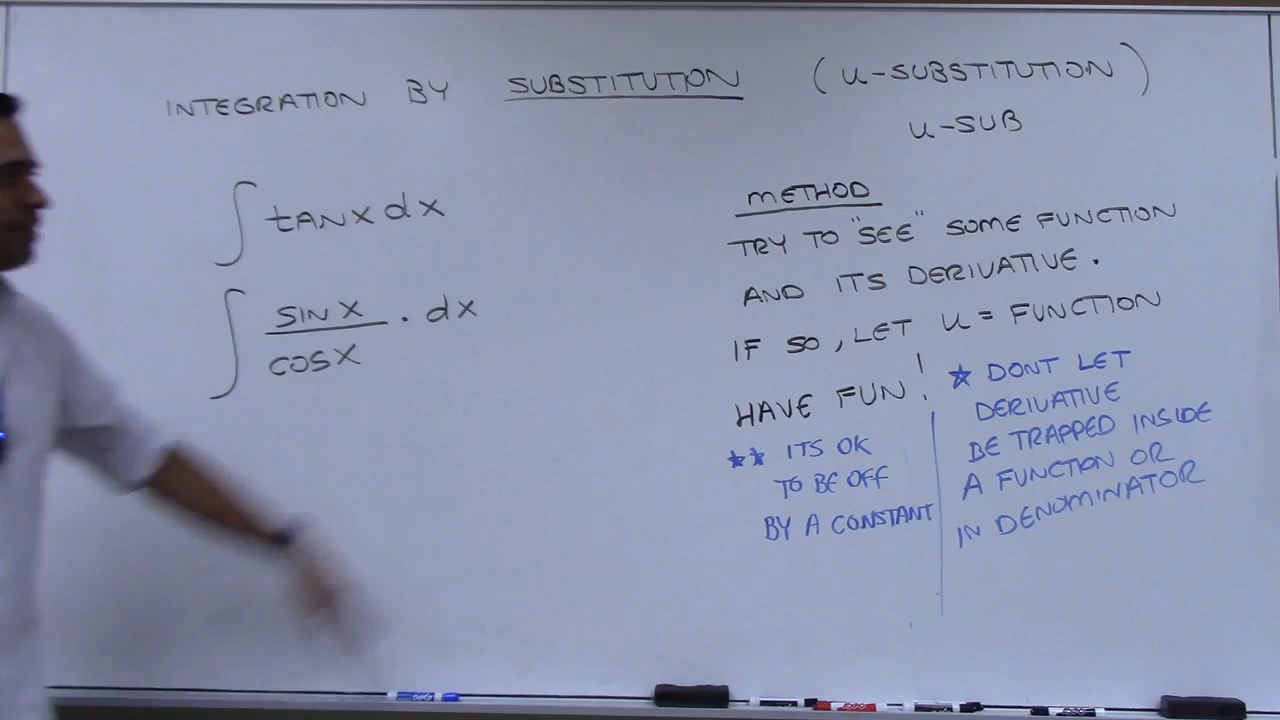 INTEGRATION BY SUBSTITUTION (u-SUBSTITUTION)
u-SUB
∫ tANx dx
∫ sinx/cosx · dx
METHOD
TRY TO "SEE" SOME FUNCTION
AND ITS DERIVATIVE.
IF SO, LET u = FUNCTION
HAVE FUN!
** ITS OK
TO BE OFF
BY A CONSTANT
* DONT LET
DERIVATIVE
BE TRAPPED INSIDE
A FUNCTION OR
IN DENOMINATOR